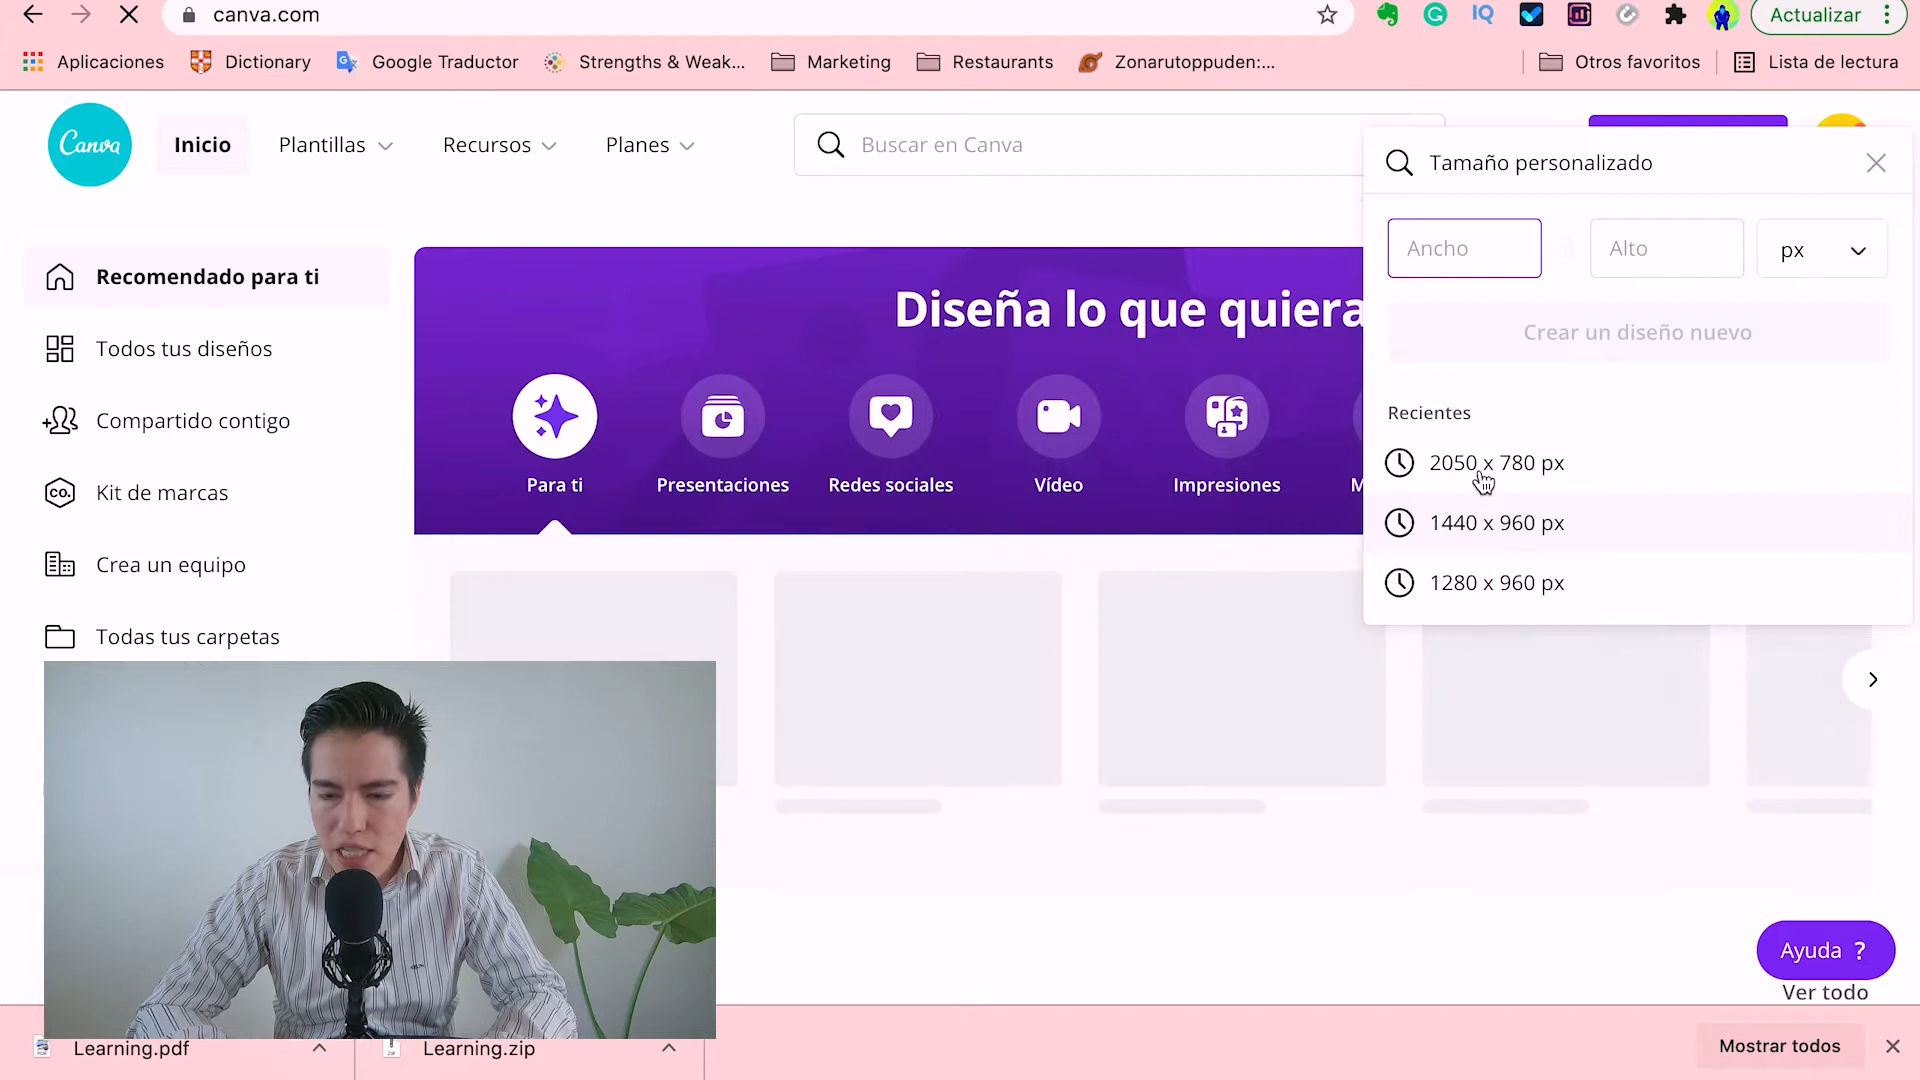 canva.com
Actualizar
Aplicaciones
Dictionary
Google Traductor
Strengths & Weak...
Marketing
Restaurants
Zonarutoppuden:...
Otros favoritos
Lista de lectura
Canva
Inicio
Plantillas
Recursos
Planes
Buscar en Canva
Tamaño personalizado
Ancho
Alto
px
Crear un diseño nuevo
Recientes
2050 x 780 px
1440 x 960 px
1280 x 960 px
Recomendado para ti
Todos tus diseños
Compartido contigo
CO.
Kit de marcas
Crea un equipo
Todas tus carpetas
Diseña lo que quiera
Para ti
Presentaciones
Redes sociales
Vídeo
Impresiones
M
Ayuda ?
Ver todo
Learning.pdf
Learning.zip
Mostrar todos